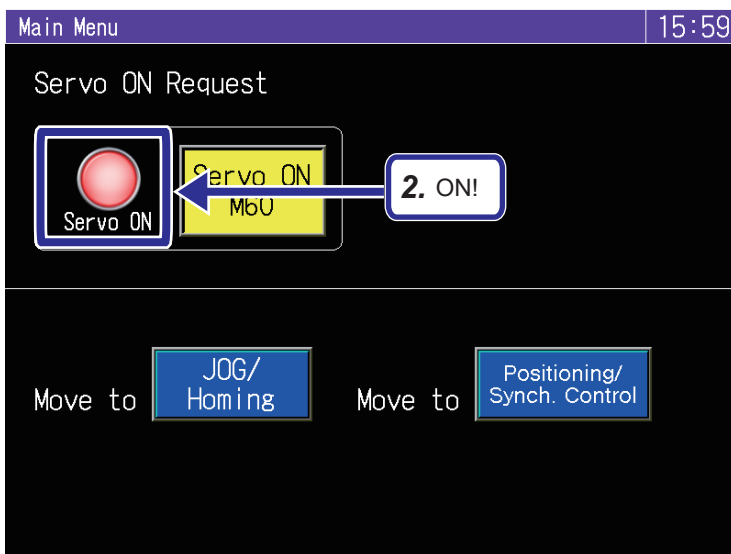 Main Menu 15:59
Servo ON Request
Servo ON
M60
2. ON!
Servo ON
JOG/
Homing
Move to
Positioning/
Synch. Control
Move to